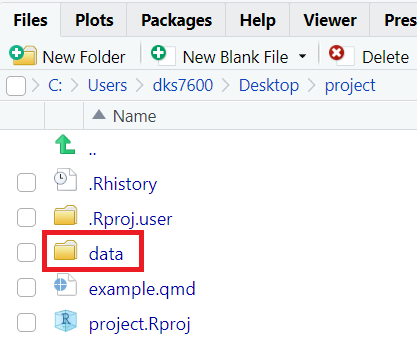 Files Plots Packages Help Viewer Pres
New Folder New Blank File Delete
C: Users dks7600 Desktop project
Name
..
.Rhistory
.Rproj.user
data
example.qmd
project.Rproj